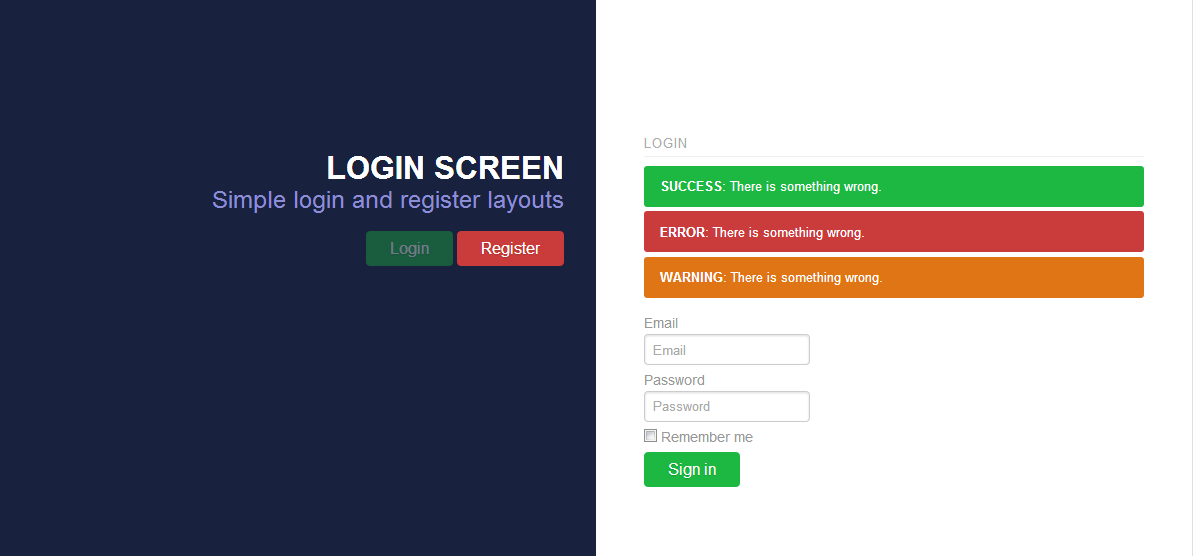 LOGIN SCREEN
Simple login and register layouts
Login Register
LOGIN
SUCCESS: There is something wrong.
ERROR: There is something wrong.
WARNING: There is something wrong.
Email
Email
Password
Password
Remember me
Sign in